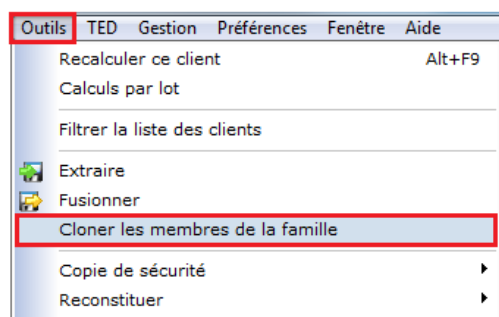 Outils TED Gestion Préférences Fenêtre Aide
Recalculer ce client Alt+F9
Calculs par lot
Filtrer la liste des clients
Extraire
Fusionner
Cloner les membres de la famille
Copie de sécurité
Reconstituer